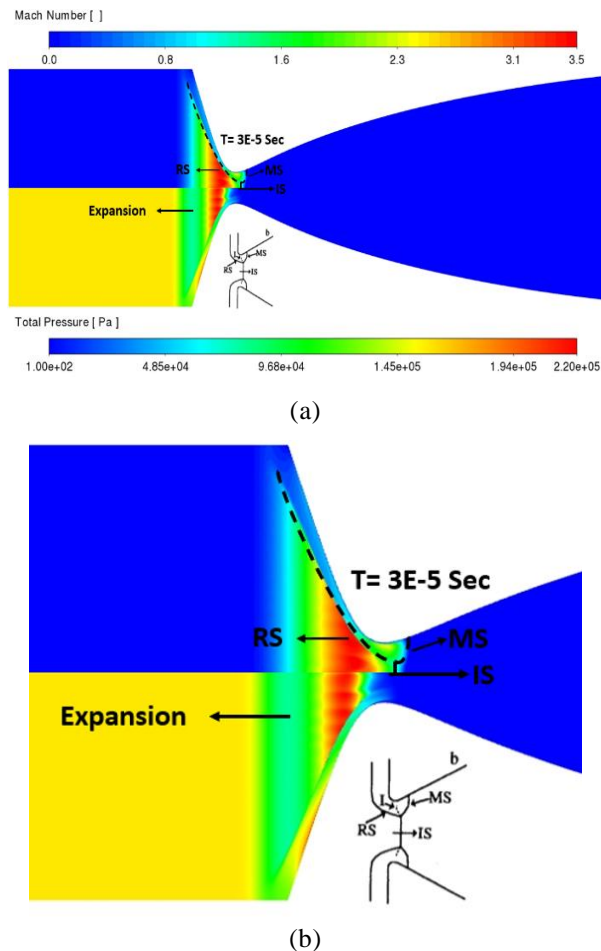 Mach Number [ ]
0.0 0.8 1.6 2.3 3.1 3.5
T= 3E-5 Sec
RS
MS
IS
Expansion
b
I
MS
RS
IS
Total Pressure [ Pa ]
1.00e+02 4.85e+04 9.68e+04 1.45e+05 1.94e+05 2.20e+05
(a)
T= 3E-5 Sec
RS
MS
IS
Expansion
b
I
MS
RS
IS
(b)